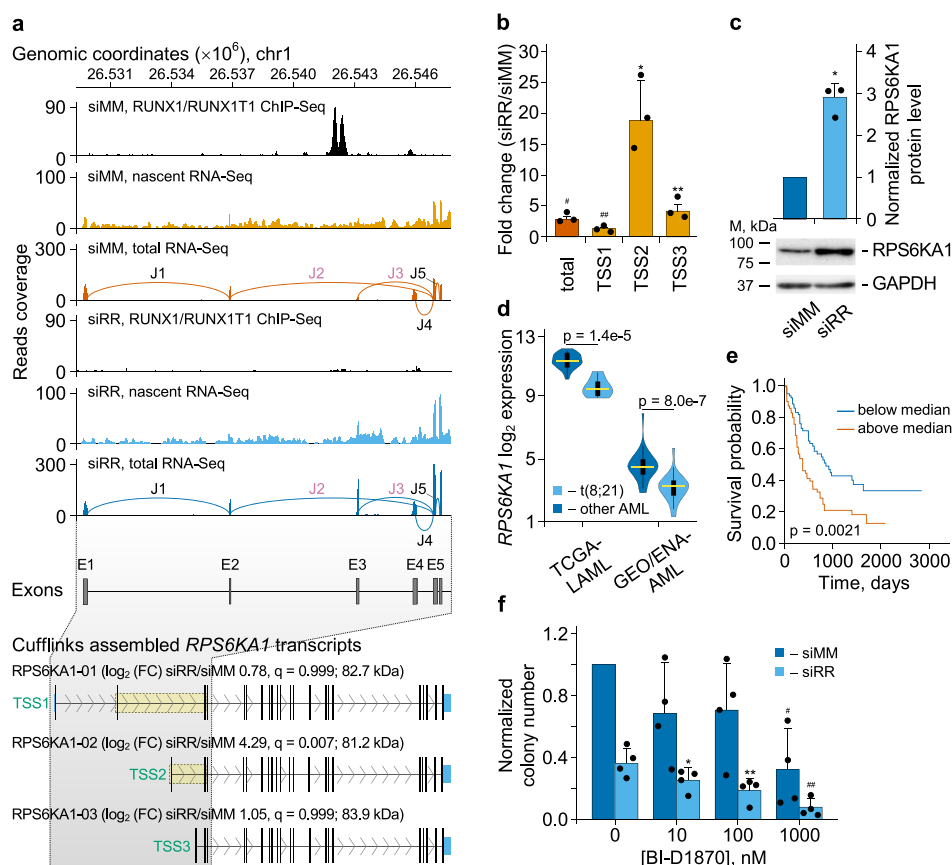 a
Genomic coordinates (×10⁶), chr1
26.531 26.534 26.537 26.540 26.543 26.546
Reads coverage
90
0
siMM, RUNX1/RUNX1T1 ChIP-Seq
100
0
siMM, nascent RNA-Seq
300
0
siMM, total RNA-Seq
J1 J2 J3 J5
J4
90
0
siRR, RUNX1/RUNX1T1 ChIP-Seq
100
0
siRR, nascent RNA-Seq
300
0
siRR, total RNA-Seq
J1 J2 J3 J5
J4
E1 E2 E3 E4 E5
Exons
Cufflinks assembled RPS6KA1 transcripts
RPS6KA1-01 (log₂ (FC) siRR/siMM 0.78, q = 0.999; 82.7 kDa)
TSS1
RPS6KA1-02 (log₂ (FC) siRR/siMM 4.29, q = 0.007; 81.2 kDa)
TSS2
RPS6KA1-03 (log₂ (FC) siRR/siMM 1.05, q = 0.999; 83.9 kDa)
TSS3
b
Fold change (siRR/siMM)
30
25
20
15
10
5
0
# ## * **
total TSS1 TSS2 TSS3
c
*
4
3
2
1
0
Normalized RPS6KA1
protein level
M, kDa
100
75
37
- RPS6KA1
- GAPDH
siMM siRR
d
RPS6KA1 log₂ expression
13
9
5
1
p = 1.4e-5
p = 8.0e-7
– t(8;21)
– other AML
TCGA-
LAML
GEO/ENA-
AML
e
Survival probability
1.0
0.8
0.6
0.4
0.2
0.0
below median
above median
p = 0.0021
0 1000 2000 3000
Time, days
f
Normalized
colony number
1.2
0.8
0.4
0
– siMM
– siRR
* ** # ##
0 10 100 1000
[BI-D1870], nM